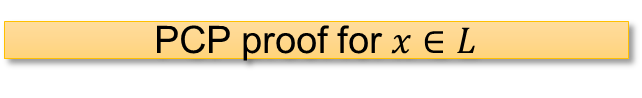 PCP proof for 𝑥 ∈ 𝐿